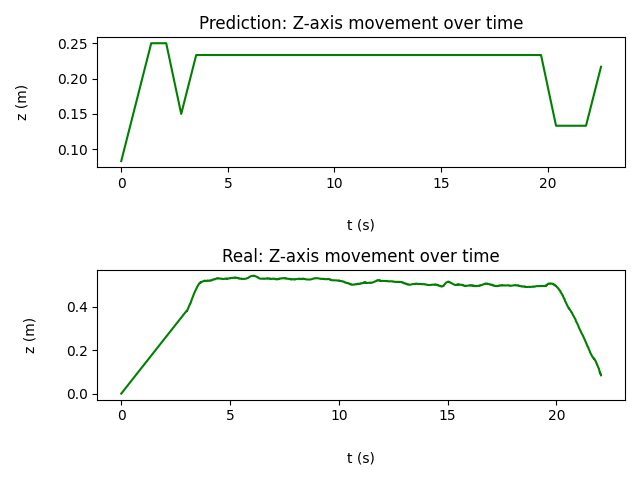 Prediction: Z-axis movement over time
0.25
0.20
0.15
0.10
z (m)
0 5 10 15 20
t (s)
Real: Z-axis movement over time
0.4
0.2
0.0
z (m)
0 5 10 15 20
t (s)